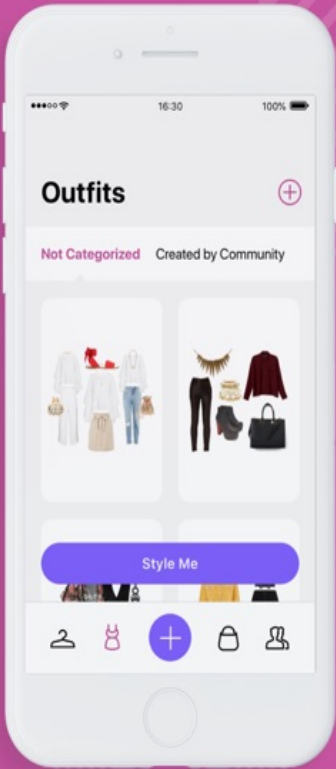 16:30
100%
Outfits
Not Categorized
Created by Community
Style Me